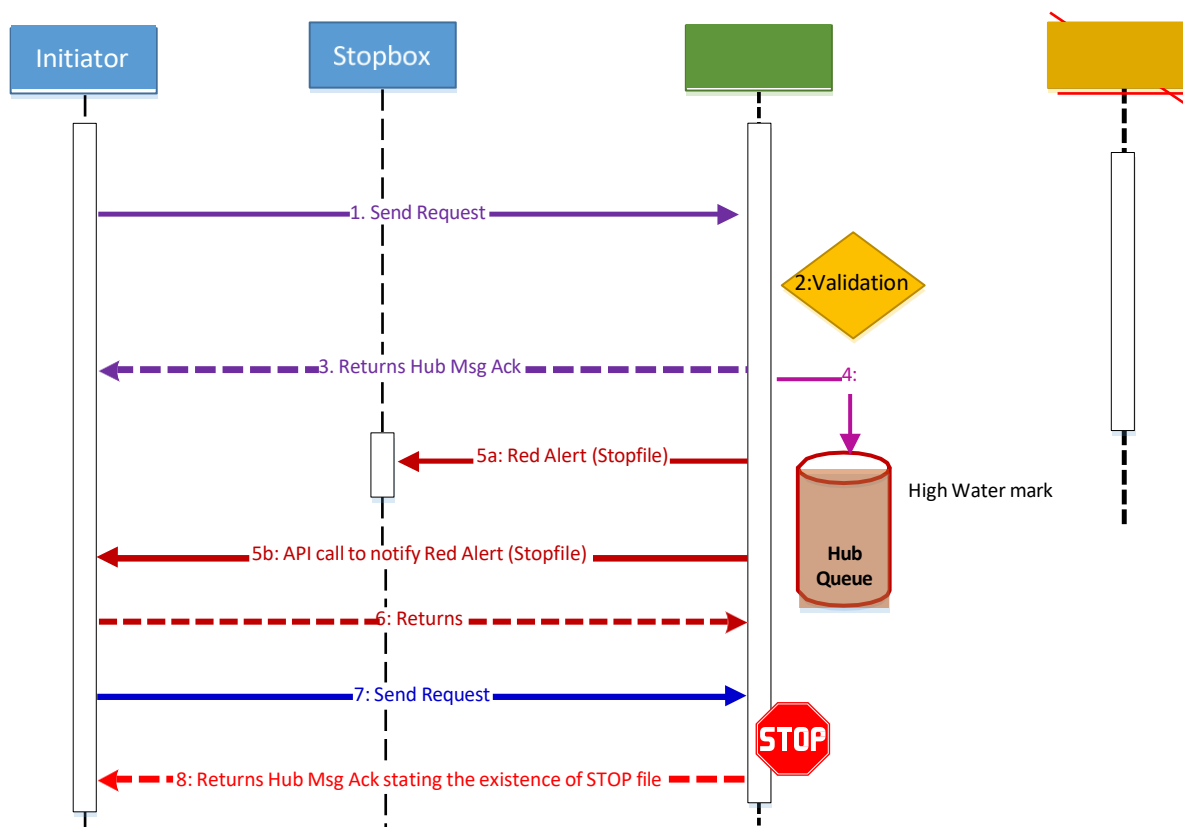 Initiator
Stopbox
1. Send Request
2:Validation
3. Returns Hub Msg Ack
4:
5a: Red Alert (Stopfile)
High Water mark
Hub
Queue
5b: API call to notify Red Alert (Stopfile)
6: Returns
7: Send Request
STOP
8: Returns Hub Msg Ack stating the existence of STOP file